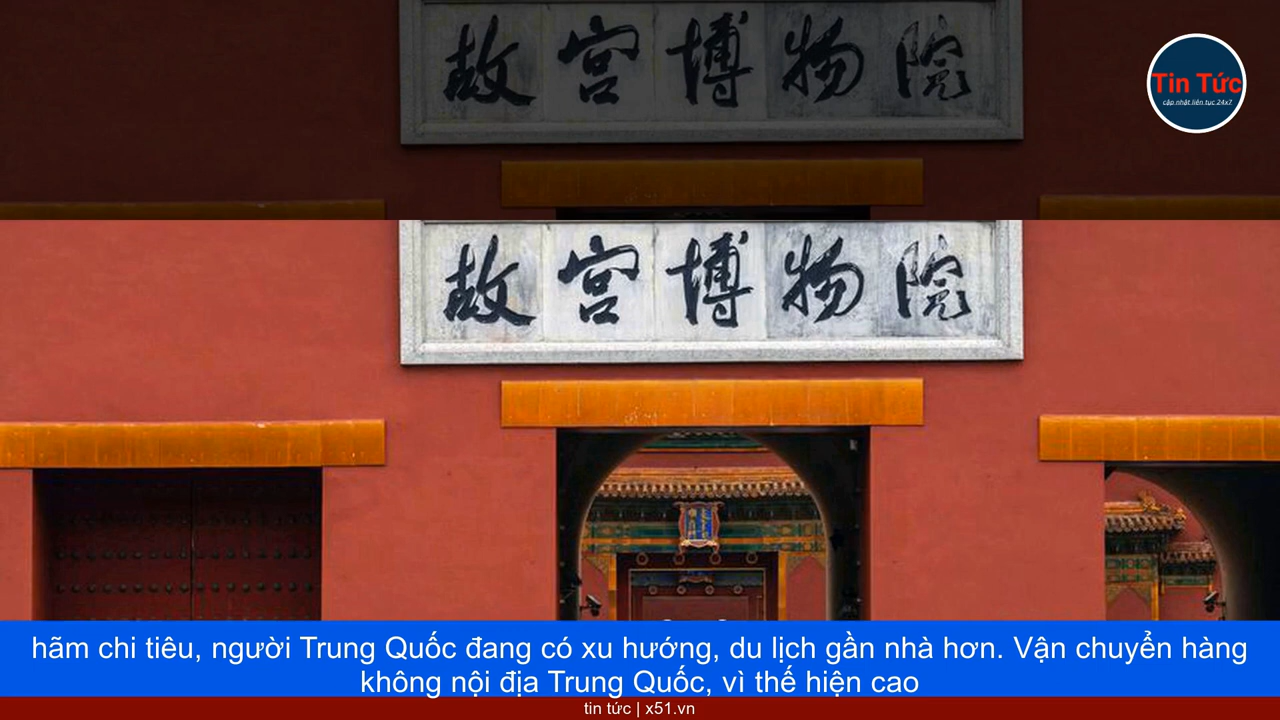 故宫博物院
Tin Tức
cập nhật liên tục 24x7
故宫博物院
hãm chi tiêu, người Trung Quốc đang có xu hướng, du lịch gần nhà hơn. Vận chuyển hàng
không nội địa Trung Quốc, vì thế hiện cao
tin tức | x51.vn